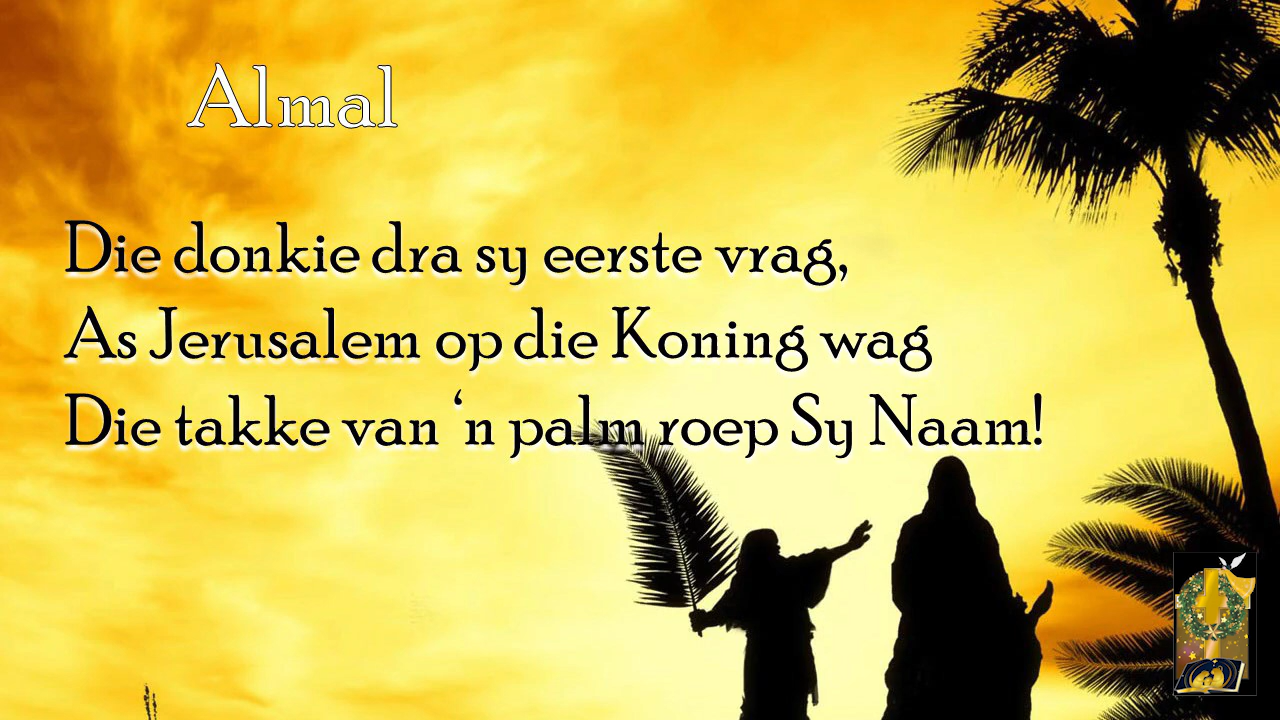 Almal
Die donkie dra sy eerste vrag,
As Jerusalem op die Koning wag
Die takke van ‘n palm roep Sy Naam!